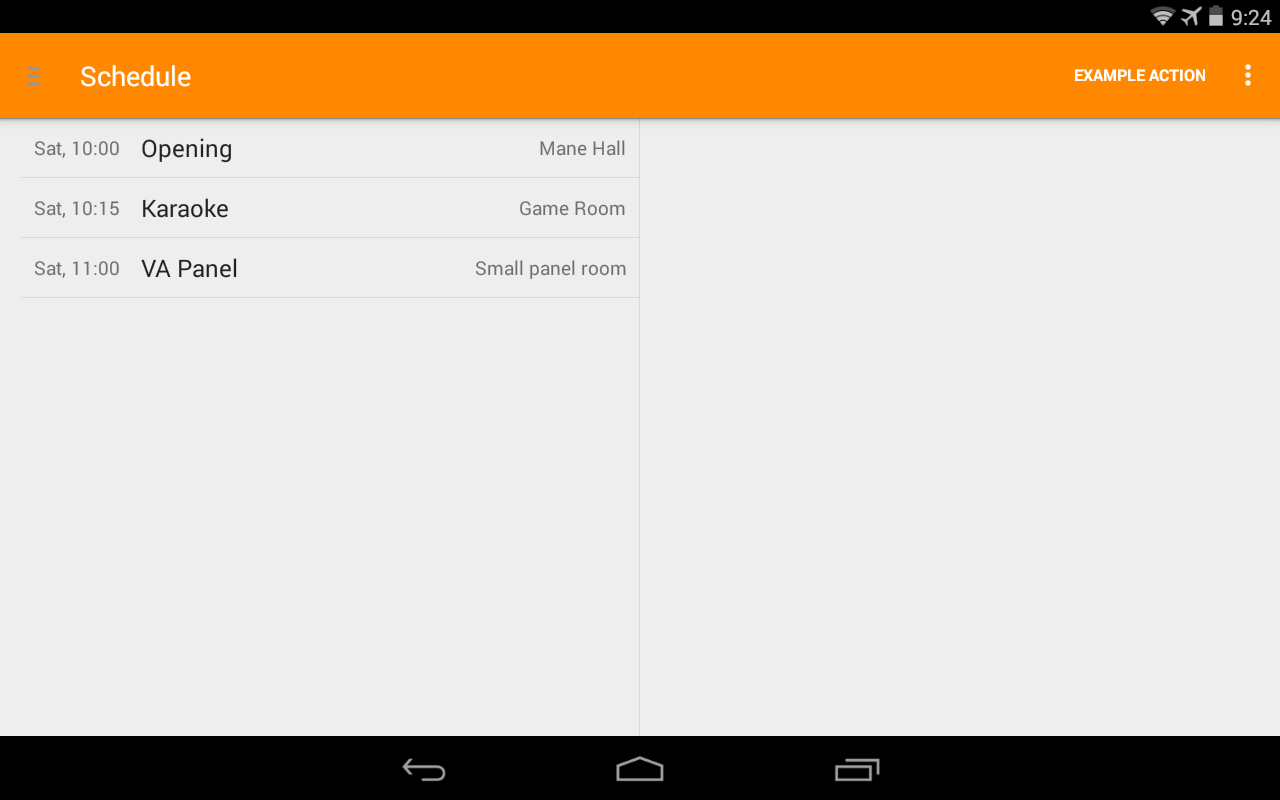 9:24
Schedule EXAMPLE ACTION
Sat, 10:00 Opening Mane Hall
Sat, 10:15 Karaoke Game Room
Sat, 11:00 VA Panel Small panel room